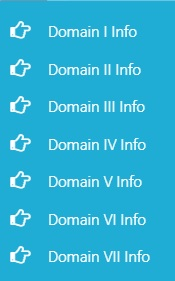 Domain I Info
Domain II Info
Domain III Info
Domain IV Info
Domain V Info
Domain VI Info
Domain VII Info